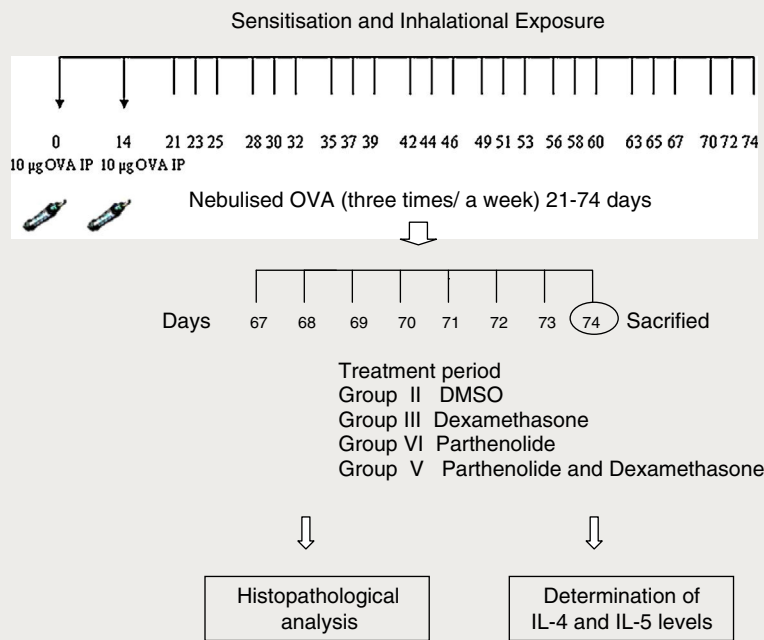 Sensitisation and Inhalational Exposure
0 14 21 23 25 28 30 32 35 37 39 42 44 46 49 51 53 56 58 60 63 65 67 70 72 74
10 µg OVA IP 10 µg OVA IP
Nebulised OVA (three times/ a week) 21-74 days
Days 67 68 69 70 71 72 73 74 Sacrified
Treatment period
Group II DMSO
Group III Dexamethasone
Group VI Parthenolide
Group V Parthenolide and Dexamethasone
Histopathological
analysis
Determination of
IL-4 and IL-5 levels